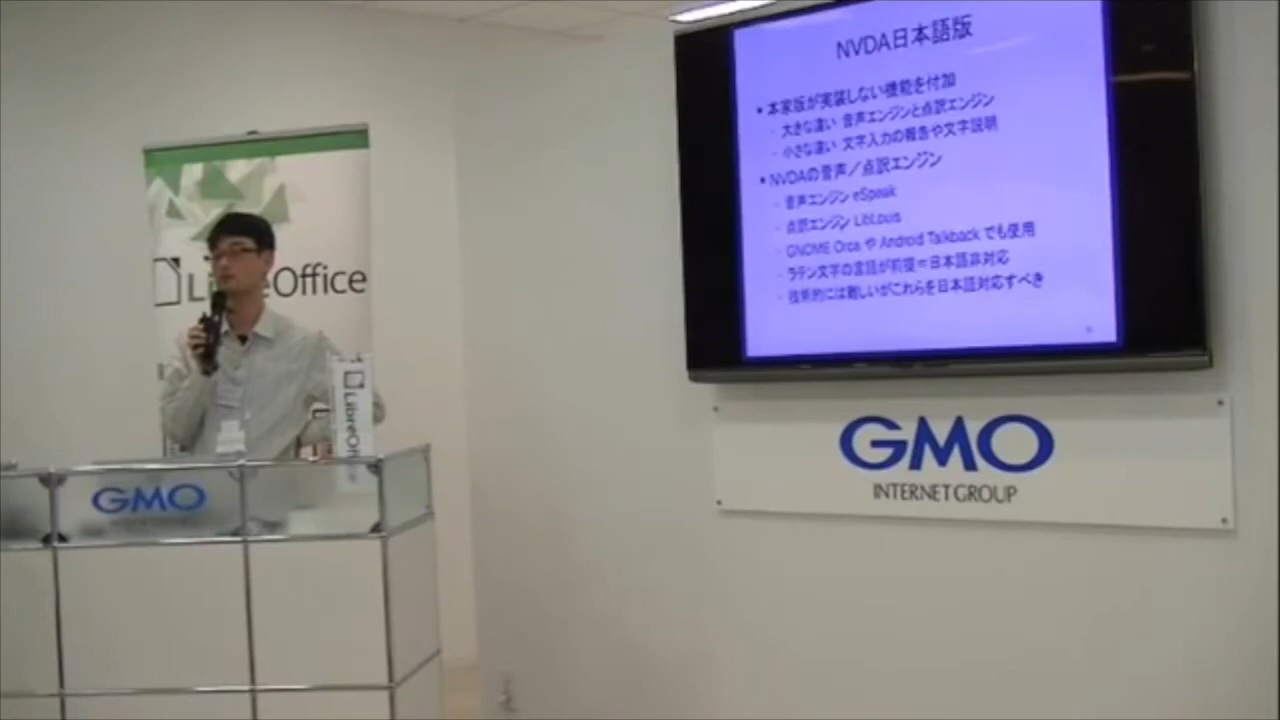 NVDA日本語版
• 本家版が実装しない機能を付加
- 大きな違い 音声エンジンと点訳エンジン
- 小さな違い 文字入力の報告や文字説明
• NVDAの音声／点訳エンジン
- 音声エンジン eSpeak
- 点訳エンジン LibLouis
- GNOME Orca や Android Talkback でも使用
- ラテン文字の言語が前提＝日本語非対応
- 技術的には難しいがこれらを日本語対応すべき
LibreOffice
LibreOffice
GMO
GMO
INTERNET GROUP